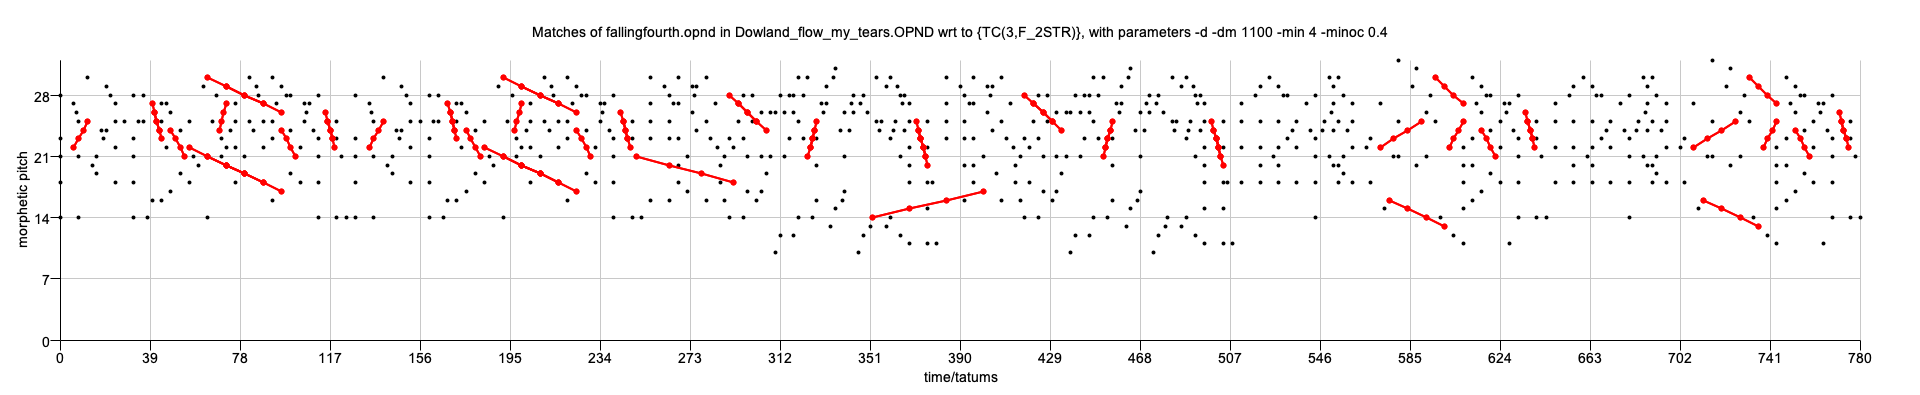 Matches of fallingfourth.opnd in Dowland_flow_my_tears.OPND wrt to {TC(3,F_2STR)}, with parameters -d -dm 1100 -min 4 -minoc 0.4
morphetic pitch
28
21
14
7
0
0 39 78 117 156 195 234 273 312 351 390 429 468 507 546 585 624 663 702 741 780
time/tatums